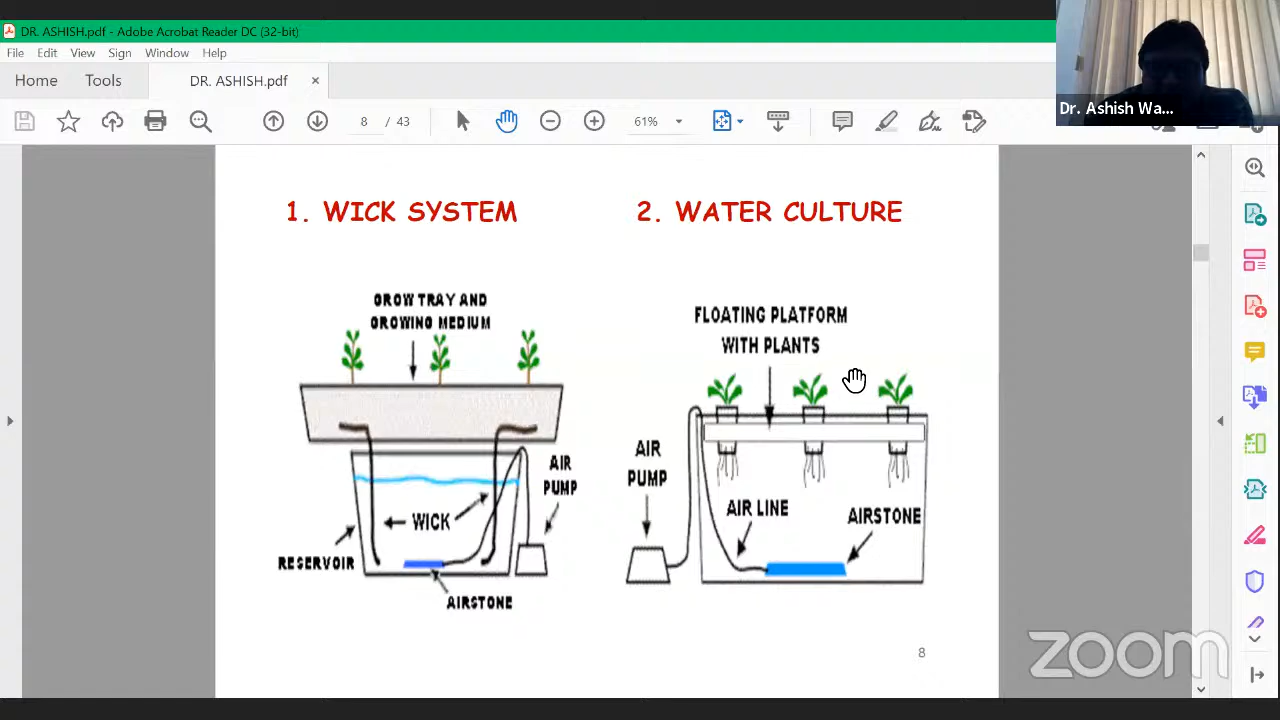 DR. ASHISH.pdf - Adobe Acrobat Reader DC (32-bit)
File Edit View Sign Window Help
Home Tools DR. ASHISH.pdf ×
8 / 43 61%
Dr. Ashish Wa...
1. WICK SYSTEM
2. WATER CULTURE
GROW TRAY AND
GROWING MEDIUM
AIR
PUMP
WICK
RESERVOIR
AIRSTONE
FLOATING PLATFORM
WITH PLANTS
AIR
PUMP
AIR LINE
AIRSTONE
8
zoom